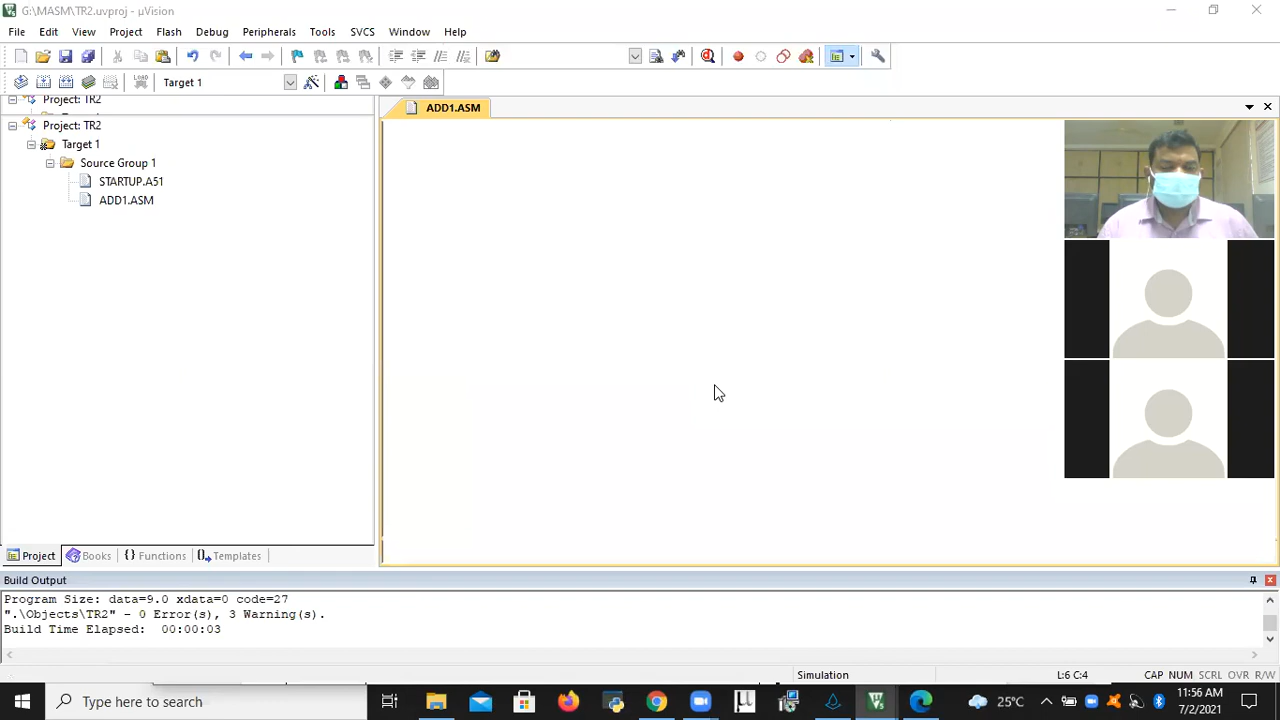 G:\MASM\TR2.uvproj - µVision
File Edit View Project Flash Debug Peripherals Tools SVCS Window Help
LOAD Target 1
Project: TR2
ADD1.ASM
Project: TR2
Target 1
Source Group 1
STARTUP.A51
ADD1.ASM
Project Books {} Functions Templates
Build Output
Program Size: data=9.0 xdata=0 code=27
".\Objects\TR2" - 0 Error(s), 3 Warning(s).
Build Time Elapsed:  00:00:03
Simulation L:6 C:4 CAP NUM SCRL OVR R/W
Type here to search
25°C
11:56 AM
7/2/2021